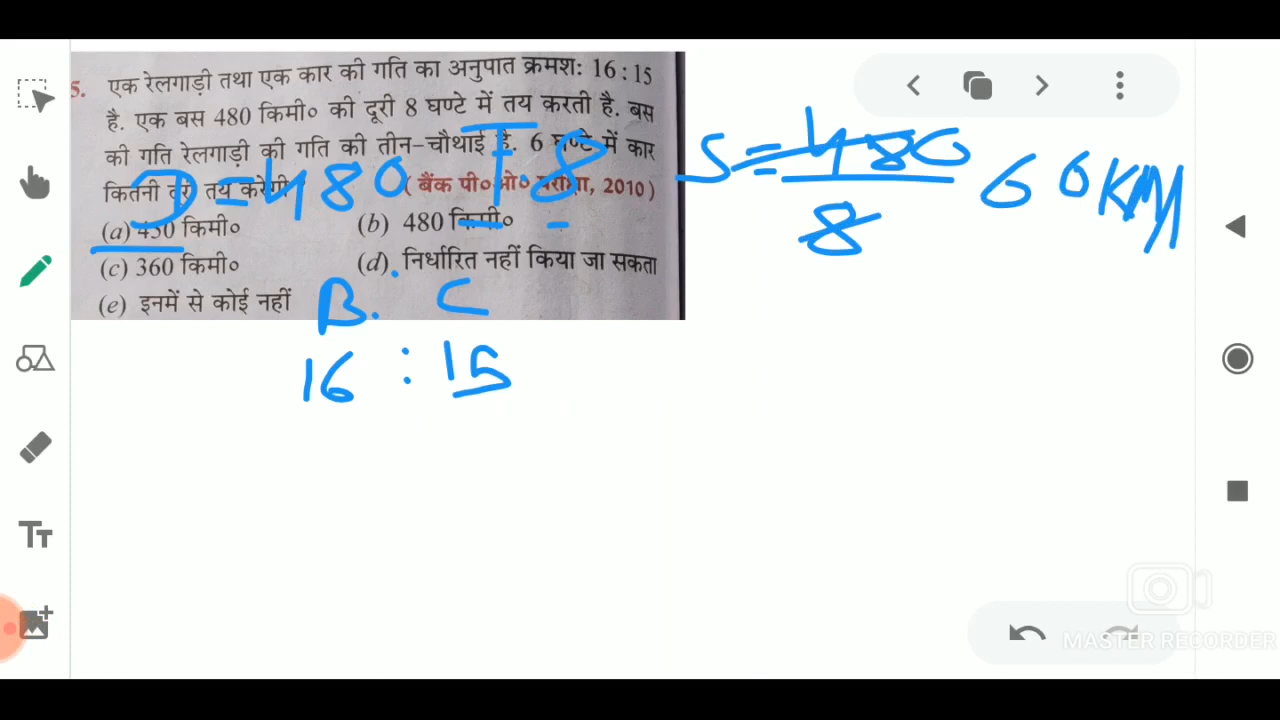 5. एक रेलगाड़ी तथा एक कार की गति का अनुपात क्रमश: 16 : 15
है. एक बस 480 किमी० की दूरी 8 घण्टे में तय करती है. बस
की गति रेलगाड़ी की गति की तीन-चौथाई है. 6 घण्टे में कार
कितनी दूरी तय करेगी (बैंक पी०ओ० परीक्षा, 2010)
(a) 450 किमी० (b) 480 किमी०
(c) 360 किमी० (d) निर्धारित नहीं किया जा सकता
(e) इनमें से कोई नहीं
D = 480 T. 8
S = 480
8
60 KM
B. C
16 : 15
TT
MASTER RECORDER